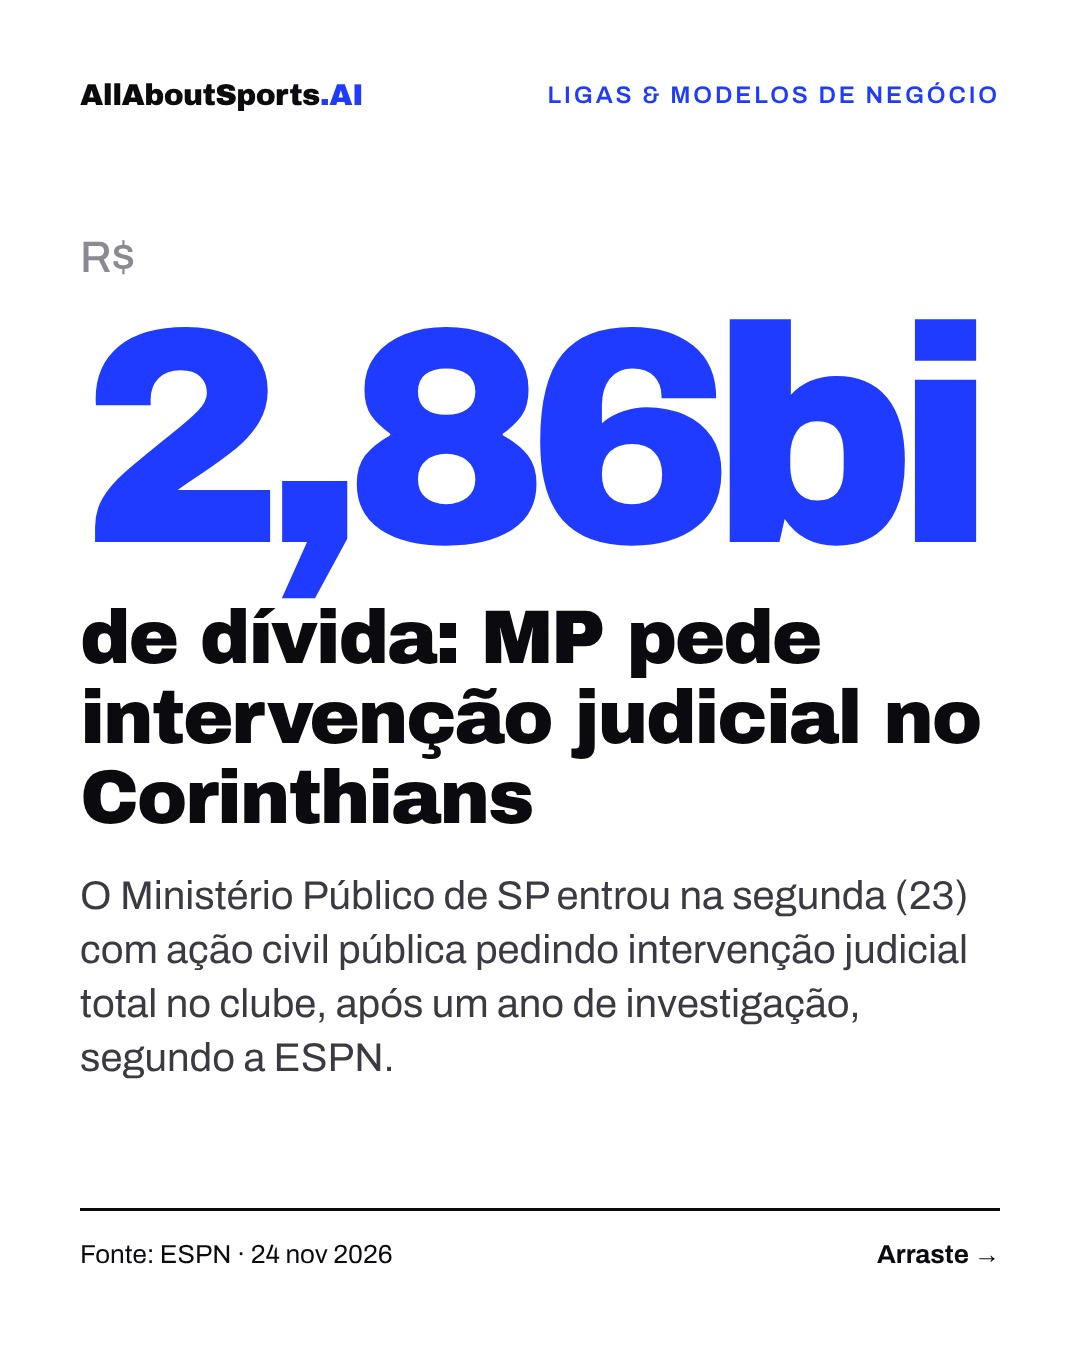 AllAboutSports.AI
LIGAS & MODELOS DE NEGÓCIO
R$
2,86bi
de dívida: MP pede
intervenção judicial no
Corinthians
O Ministério Público de SP entrou na segunda (23)
com ação civil pública pedindo intervenção judicial
total no clube, após um ano de investigação,
segundo a ESPN.
Fonte: ESPN · 24 nov 2026
Arraste →